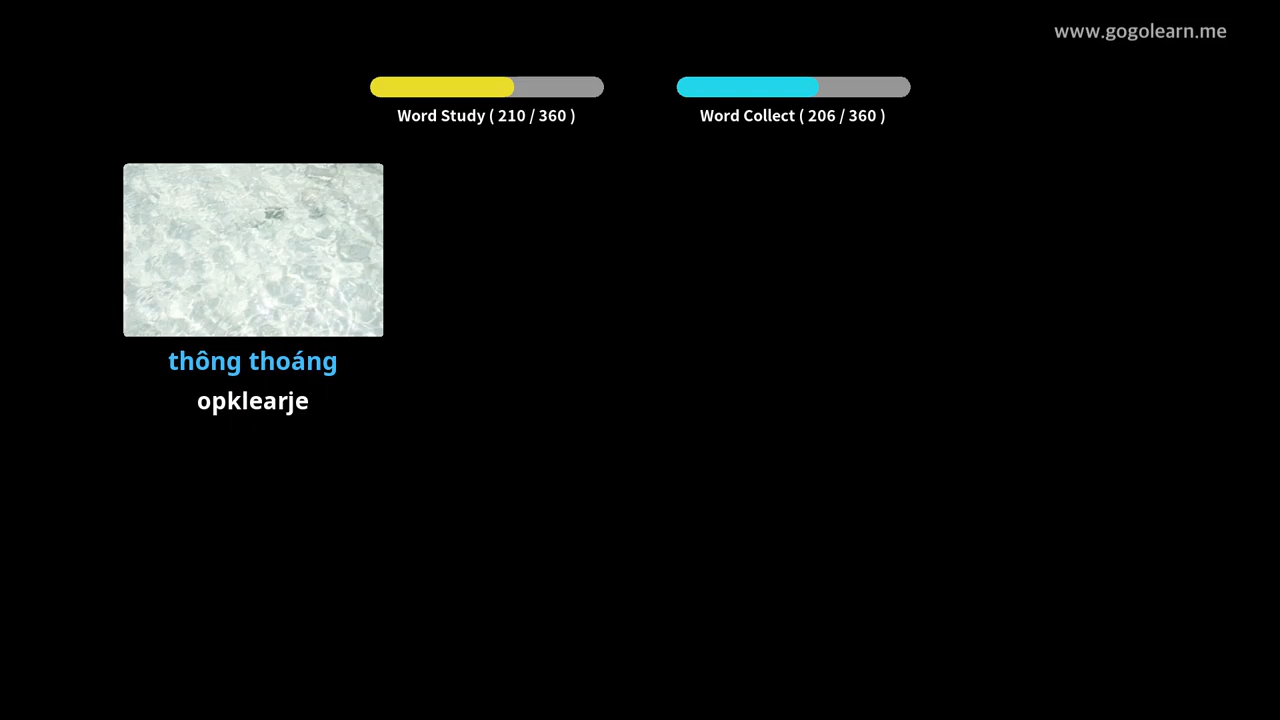 www.gogolearn.me
Word Study ( 210 / 360 )
Word Collect ( 206 / 360 )
thông thoáng
opklearje